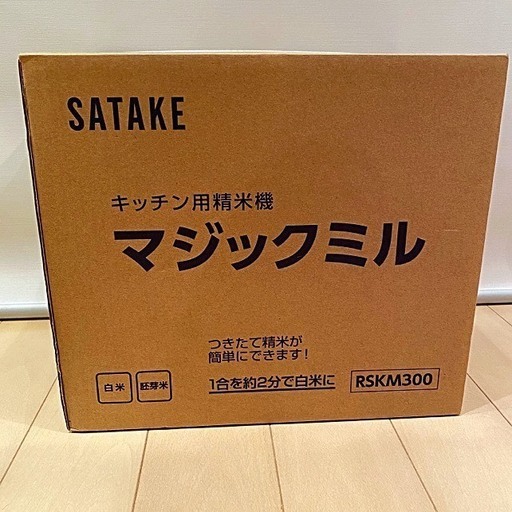 SATAKE
キッチン用精米機
マジックミル
つきたて精米が
簡単にできます!
白米 胚芽米 1合を約2分で白米に RSKM300